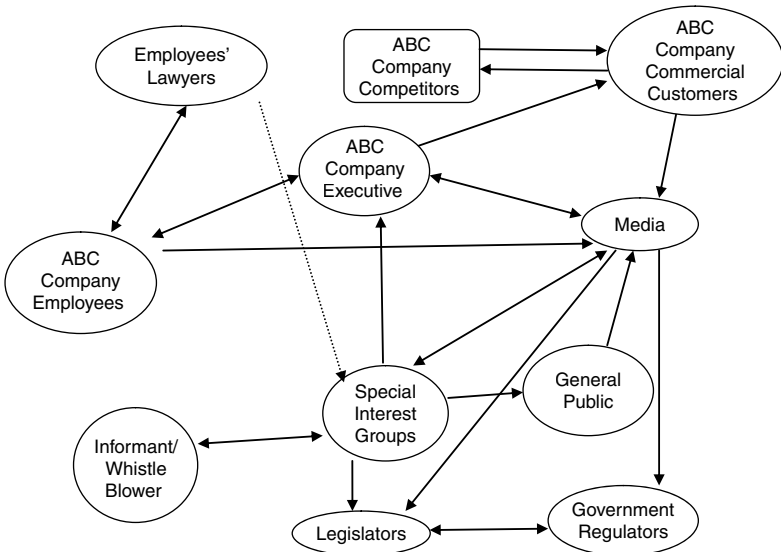 Employees’
Lawyers
ABC
Company
Competitors
ABC
Company
Commercial
Customers
ABC
Company
Executive
Media
ABC
Company
Employees
Special
Interest
Groups
General
Public
Informant/
Whistle
Blower
Legislators
Government
Regulators